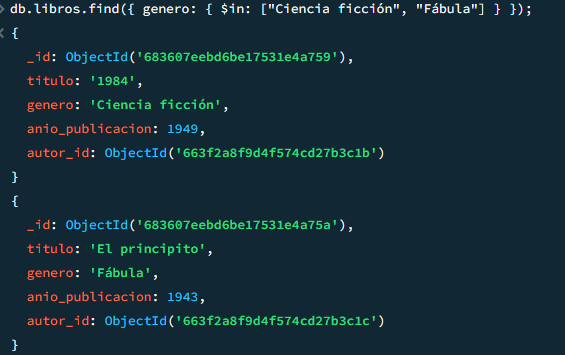 > db.libros.find({ genero: { $in: ["Ciencia ficción", "Fábula"] } });
< {
_id: ObjectId('683607eebd6be17531e4a759'),
titulo: '1984',
genero: 'Ciencia ficción',
anio_publicacion: 1949,
autor_id: ObjectId('663f2a8f9d4f574cd27b3c1b')
}
{
_id: ObjectId('683607eebd6be17531e4a75a'),
titulo: 'El principito',
genero: 'Fábula',
anio_publicacion: 1943,
autor_id: ObjectId('663f2a8f9d4f574cd27b3c1c')
}